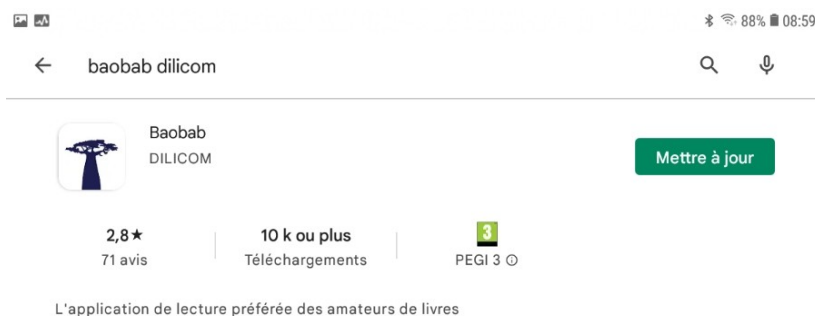 88% 08:59
baobab dilicom
Baobab
DILICOM
Mettre à jour
2,8★
71 avis
10 k ou plus
Téléchargements
3
PEGI 3
L'application de lecture préférée des amateurs de livres